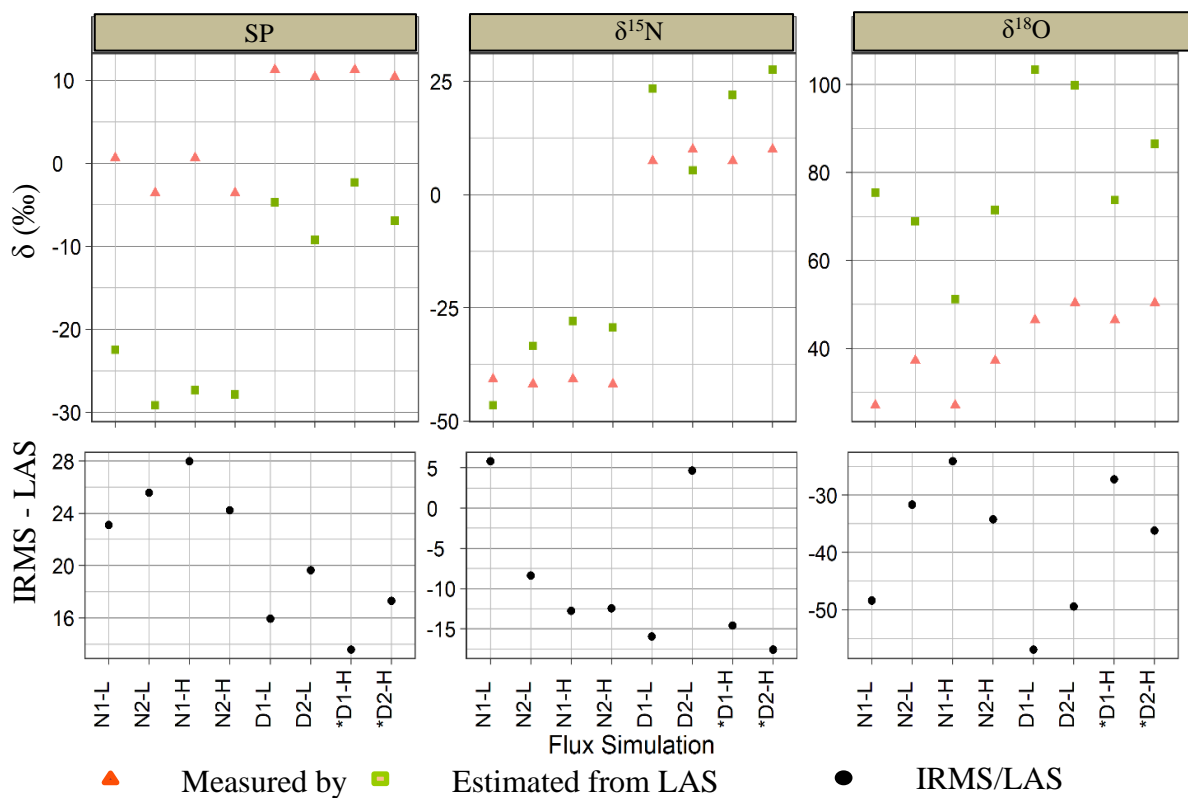 SP
δ¹⁵N
δ¹⁸O
δ (‰)
10
0
-10
-20
-30
25
0
-25
-50
100
80
60
40
IRMS - LAS
28
24
20
16
5
0
-5
-10
-15
-30
-40
-50
N1-L N2-L N1-H N2-H D1-L D2-L *D1-H *D2-H
N1-L N2-L N1-H N2-H D1-L D2-L *D1-H *D2-H
N1-L N2-L N1-H N2-H D1-L D2-L *D1-H *D2-H
Flux Simulation
Measured by Estimated from LAS IRMS/LAS